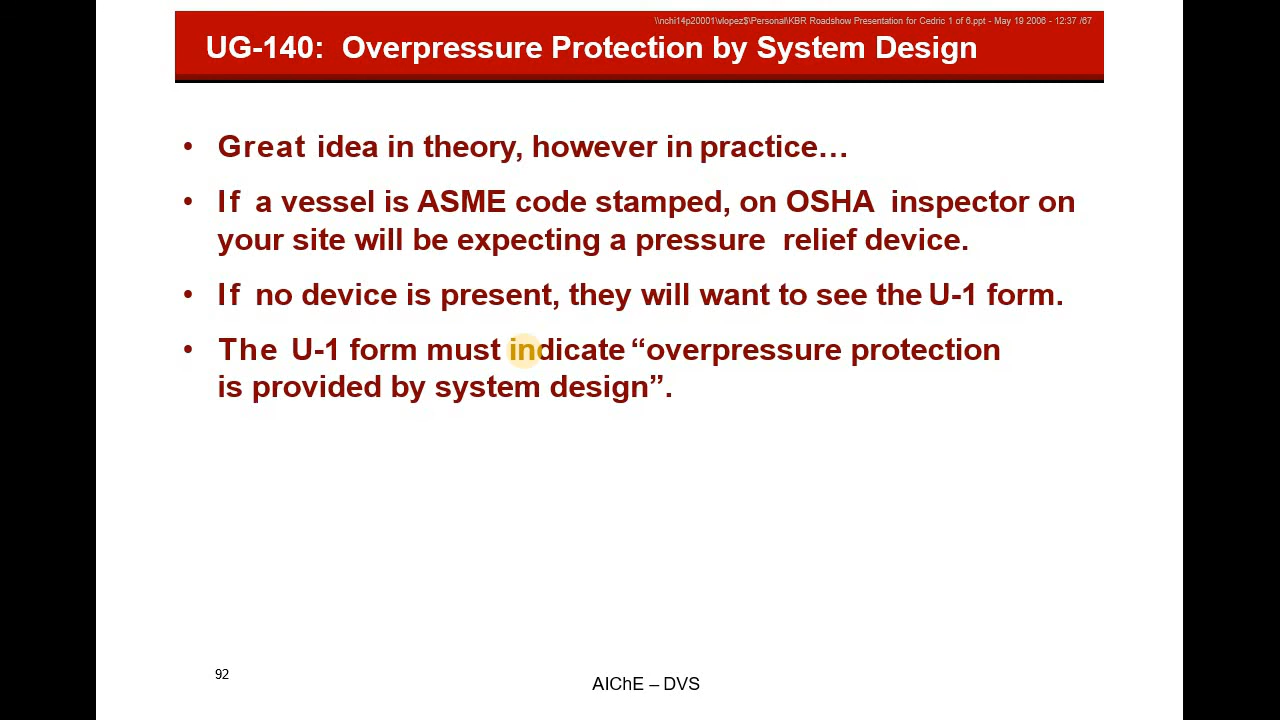 \\nchi14p20001\vlopez$\Personal\KBR Roadshow Presentation for Cedric 1 of 6.ppt - May 19 2006 - 12:37 /67
UG-140: Overpressure Protection by System Design
• Great idea in theory, however in practice…
• If a vessel is ASME code stamped, on OSHA inspector on
your site will be expecting a pressure relief device.
• If no device is present, they will want to see the U-1 form.
• The U-1 form must indicate “overpressure protection
is provided by system design”.
92
AIChE – DVS